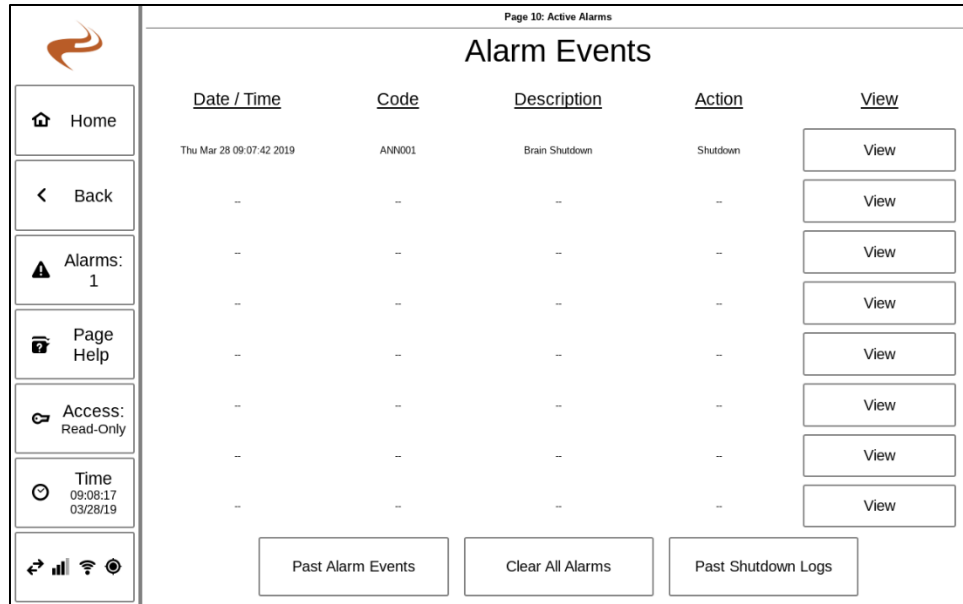 Page 10: Active Alarms
Alarm Events
Date / Time Code Description Action View
Home
Thu Mar 28 09:07:42 2019 ANN001 Brain Shutdown Shutdown View
Back
-- -- -- -- View
Alarms:
1
-- -- -- -- View
-- -- -- -- View
Page
Help
-- -- -- -- View
Access:
Read-Only
-- -- -- -- View
-- -- -- -- View
Time
09:08:17
03/28/19
-- -- -- -- View
Past Alarm Events Clear All Alarms Past Shutdown Logs